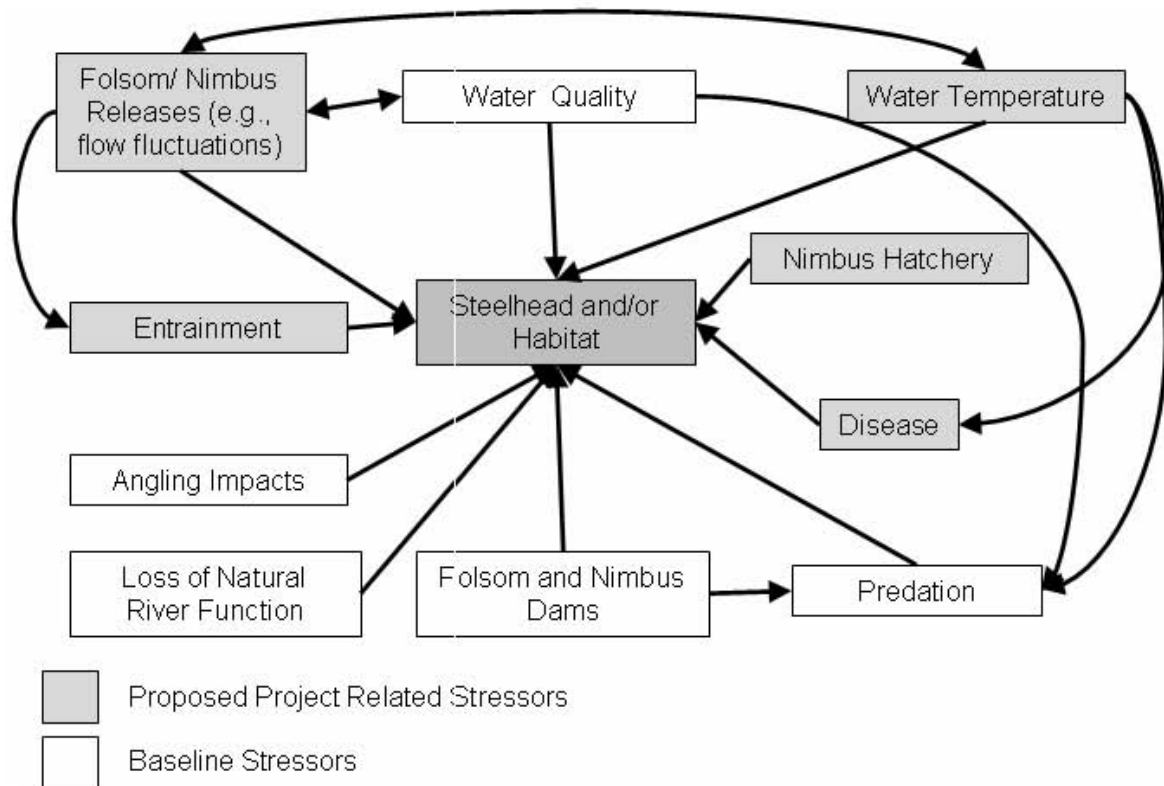 Folsom/ Nimbus
Releases (e.g.,
flow fluctuations)
Water Quality
Water Temperature
Nimbus Hatchery
Steelhead and/or
Habitat
Entrainment
Disease
Angling Impacts
Loss of Natural
River Function
Folsom and Nimbus
Dams
Predation
Proposed Project Related Stressors
Baseline Stressors